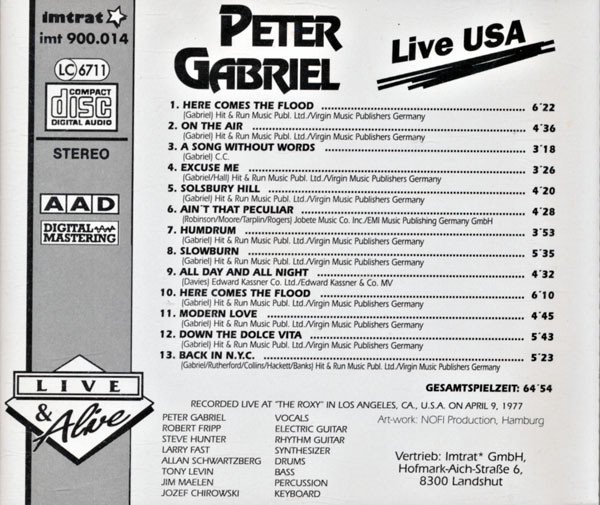 imtrat
imt 900.014
LC 6711
COMPACT
disc
DIGITAL AUDIO
STEREO
AAD
DIGITAL
MASTERING
LIVE
& Alive
PETER
GABRIEL
Live USA
1. HERE COMES THE FLOOD 6´22
(Gabriel) Hit & Run Music Publ. Ltd./Virgin Music Publishers Germany
2. ON THE AIR 4´36
(Gabriel) Hit & Run Music Publ. Ltd./Virgin Music Publishers Germany
3. A SONG WITHOUT WORDS 3´18
(Gabriel) C.C.
4. EXCUSE ME 3´26
(Gabriel/Hall) Hit & Run Music Publ. Ltd./Virgin Music Publishers Germany
5. SOLSBURY HILL 4´20
(Gabriel) Hit & Run Music Publ. Ltd./Virgin Music Publishers Germany
6. AIN´T THAT PECULIAR 4´28
(Robinson/Moore/Tarplin/Rogers) Jobete Music Co. Inc./EMI Music Publishing Germany GmbH
7. HUMDRUM 3´53
(Gabriel) Hit & Run Music Publ. Ltd./Virgin Music Publishers Germany
8. SLOWBURN 5´35
(Gabriel) Hit & Run Music Publ. Ltd./Virgin Music Publishers Germany
9. ALL DAY AND ALL NIGHT 4´32
(Davies) Edward Kassner Co. Ltd./Edward Kassner & Co. MV
10. HERE COMES THE FLOOD 6´10
(Gabriel) Hit & Run Music Publ. Ltd./Virgin Music Publishers Germany
11. MODERN LOVE 4´45
(Gabriel) Hit & Run Music Publ. Ltd./Virgin Music Publishers Germany
12. DOWN THE DOLCE VITA 5´43
(Gabriel) Hit & Run Music Publ. Ltd./Virgin Music Publishers Germany
13. BACK IN N.Y.C. 5´23
(Gabriel/Rutherford/Collins/Hackett/Banks) Hit & Run Music Publ. Ltd./Virgin Music Publishers Germany
GESAMTSPIELZEIT: 64´54
RECORDED LIVE AT "THE ROXY" IN LOS ANGELES, CA., U.S.A. ON APRIL 9, 1977
PETER GABRIEL VOCALS
ROBERT FRIPP ELECTRIC GUITAR
STEVE HUNTER RHYTHM GUITAR
LARRY FAST SYNTHESIZER
ALLAN SCHWARTZBERG DRUMS
TONY LEVIN BASS
JIM MAELEN PERCUSSION
JOZEF CHIROWSKI KEYBOARD
Art-work: NOFI Production, Hamburg
Vertrieb: Imtrat* GmbH,
Hofmark-Aich-Straße 6,
8300 Landshut